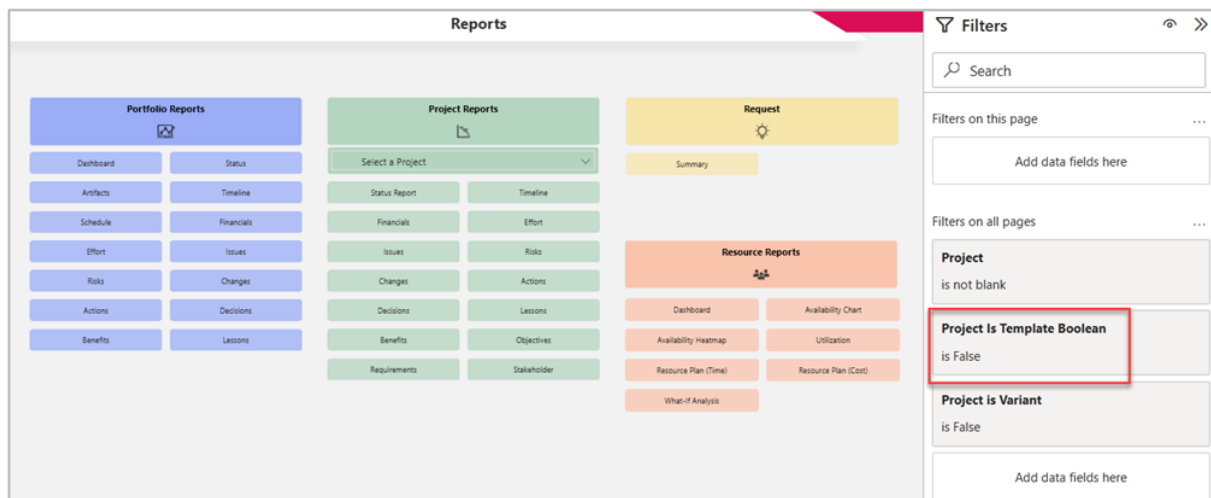 Reports
Portfolio Reports
Dashboard
Status
Artifacts
Timeline
Schedule
Financials
Effort
Issues
Risks
Changes
Actions
Decisions
Benefits
Lessons
Project Reports
Select a Project
Status Report
Timeline
Financials
Effort
Issues
Risks
Changes
Actions
Decisions
Lessons
Benefits
Objectives
Requirements
Stakeholder
Request
Summary
Resource Reports
Dashboard
Availability Chart
Availability Heatmap
Utilization
Resource Plan (Time)
Resource Plan (Cost)
What-If Analysis
Filters
Search
Filters on this page
...
Add data fields here
Filters on all pages
...
Project
is not blank
Project Is Template Boolean
is False
Project is Variant
is False
Add data fields here